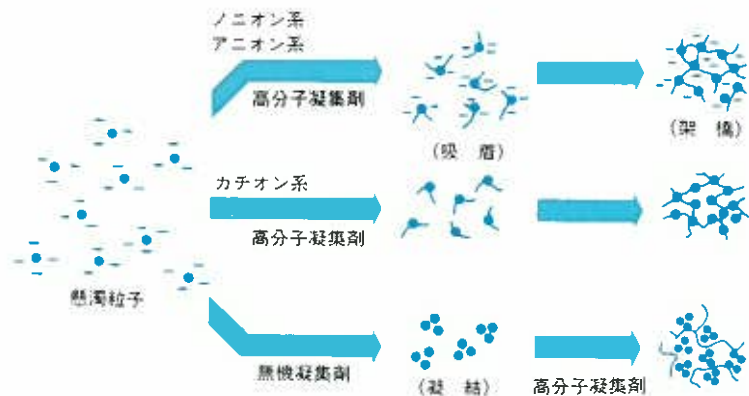 ノニオン系
アニオン系
高分子凝集剤
(吸　着)
(架　橋)
カチオン系
高分子凝集剤
懸濁粒子
無機凝集剤
(凝　結)
高分子凝集剤